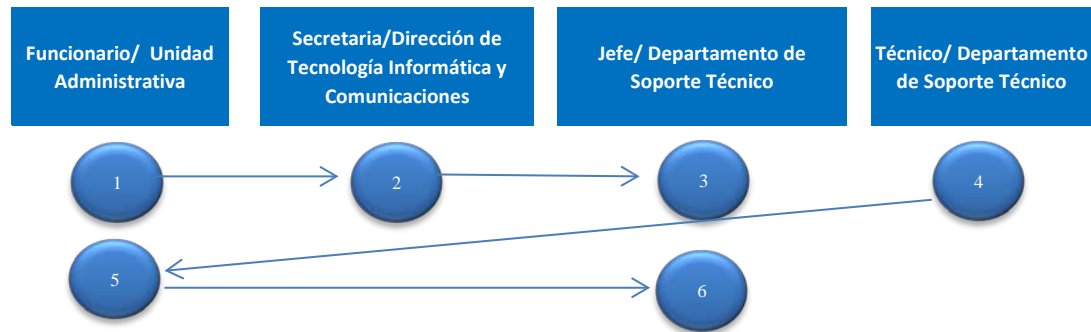 Funcionario/ Unidad
Administrativa
Secretaria/Dirección de
Tecnología Informática y
Comunicaciones
Jefe/ Departamento de
Soporte Técnico
Técnico/ Departamento
de Soporte Técnico
1
2
3
4
5
6